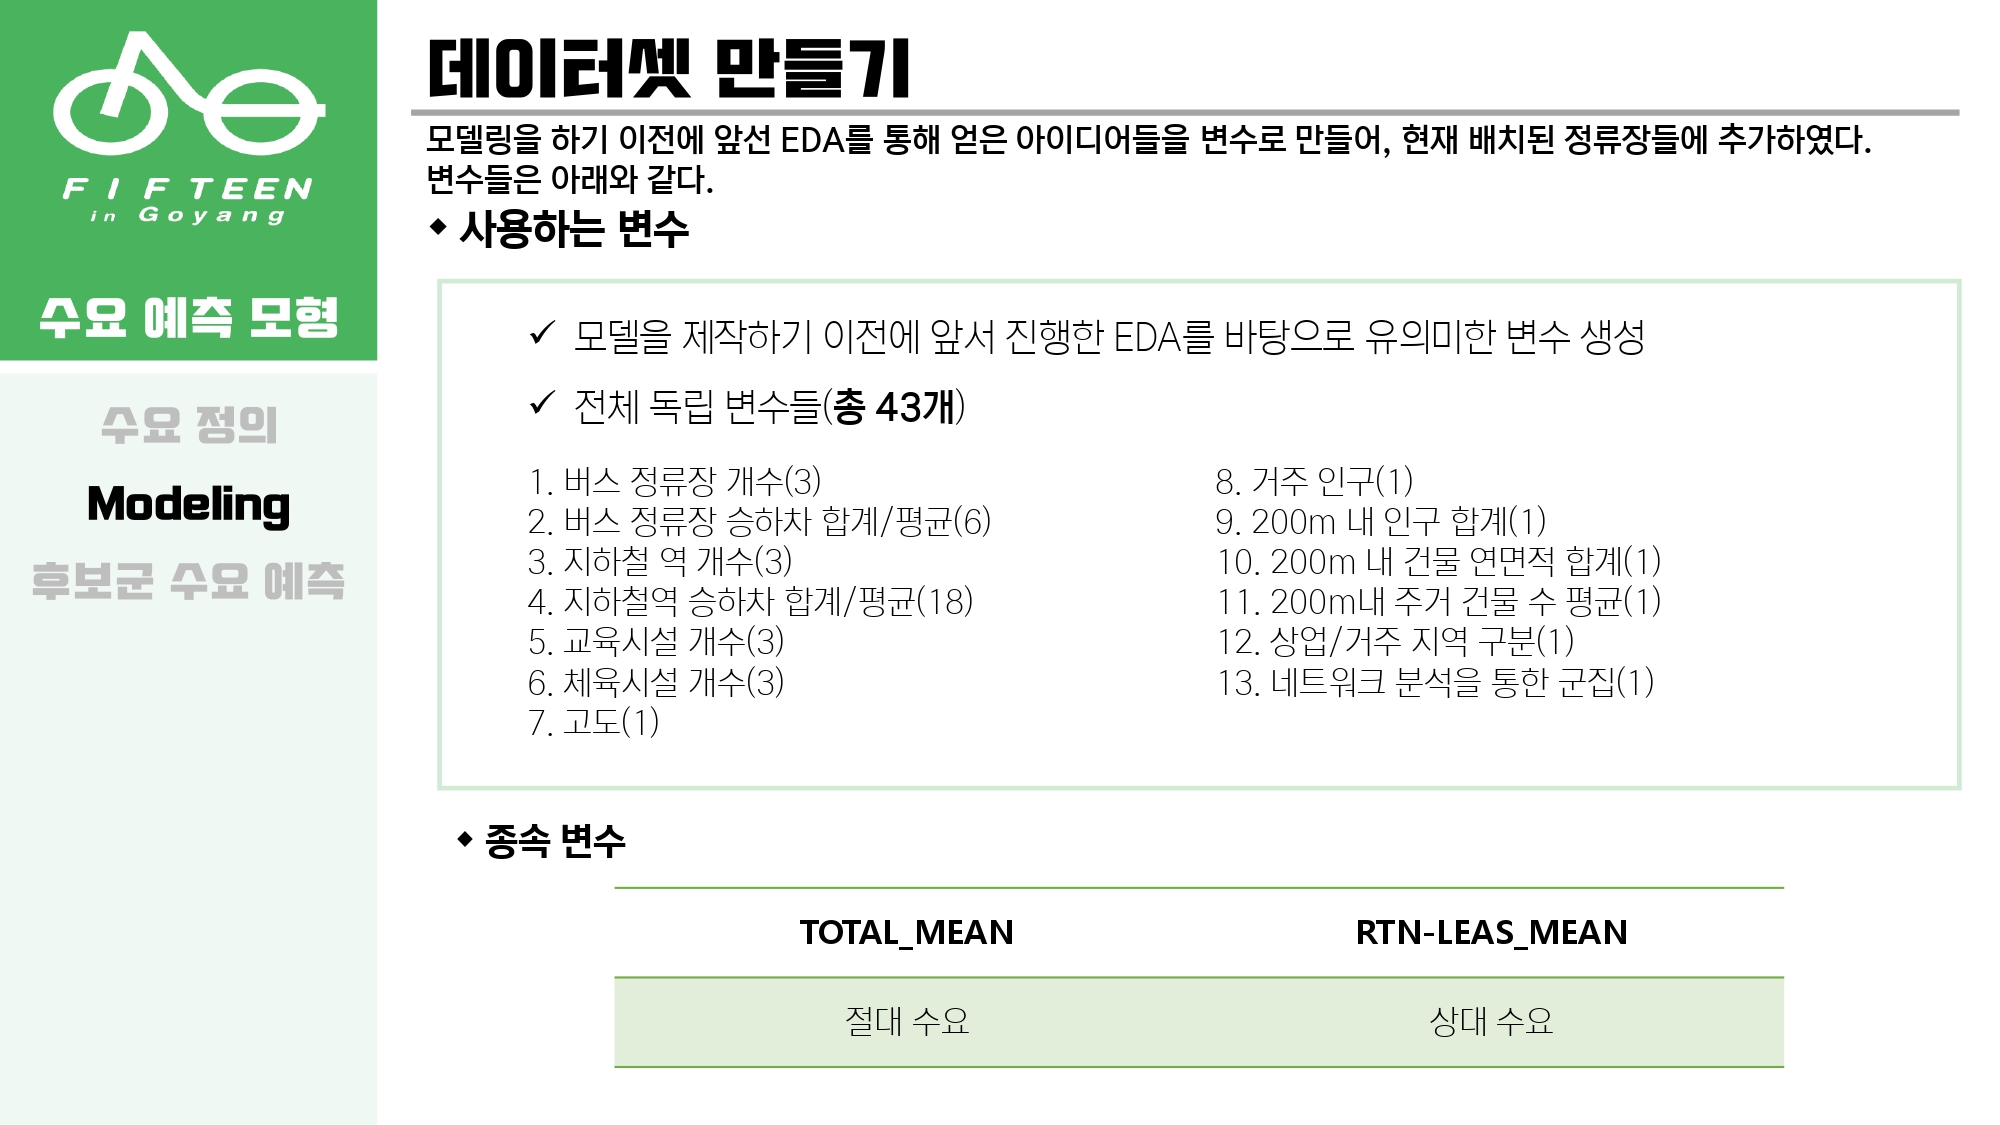 FIFTEEN
in Goyang
수요 예측 모형
수요 정의
Modeling
후보군 수요 예측
데이터셋 만들기
모델링을 하기 이전에 앞선 EDA를 통해 얻은 아이디어들을 변수로 만들어, 현재 배치된 정류장들에 추가하였다.
변수들은 아래와 같다.
◆ 사용하는 변수
✓ 모델을 제작하기 이전에 앞서 진행한 EDA를 바탕으로 유의미한 변수 생성
✓ 전체 독립 변수들(총 43개)
1. 버스 정류장 개수(3)
2. 버스 정류장 승하차 합계/평균(6)
3. 지하철 역 개수(3)
4. 지하철역 승하차 합계/평균(18)
5. 교육시설 개수(3)
6. 체육시설 개수(3)
7. 고도(1)
8. 거주 인구(1)
9. 200m 내 인구 합계(1)
10. 200m 내 건물 연면적 합계(1)
11. 200m내 주거 건물 수 평균(1)
12. 상업/거주 지역 구분(1)
13. 네트워크 분석을 통한 군집(1)
◆ 종속 변수
TOTAL_MEAN RTN-LEAS_MEAN
절대 수요 상대 수요